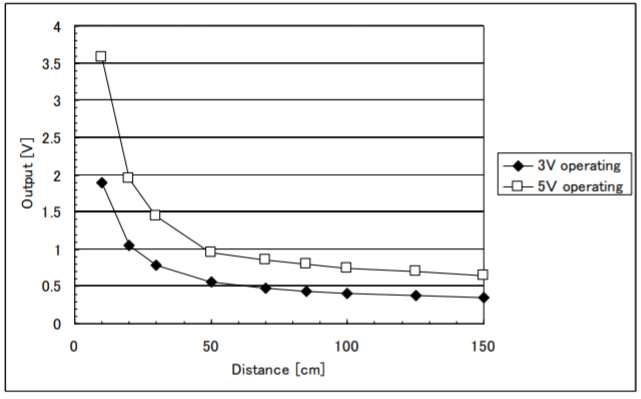 4
3.5
3
2.5
2
1.5
1
0.5
0
0 50 100 150
Output [V]
Distance [cm]
3V operating
5V operating